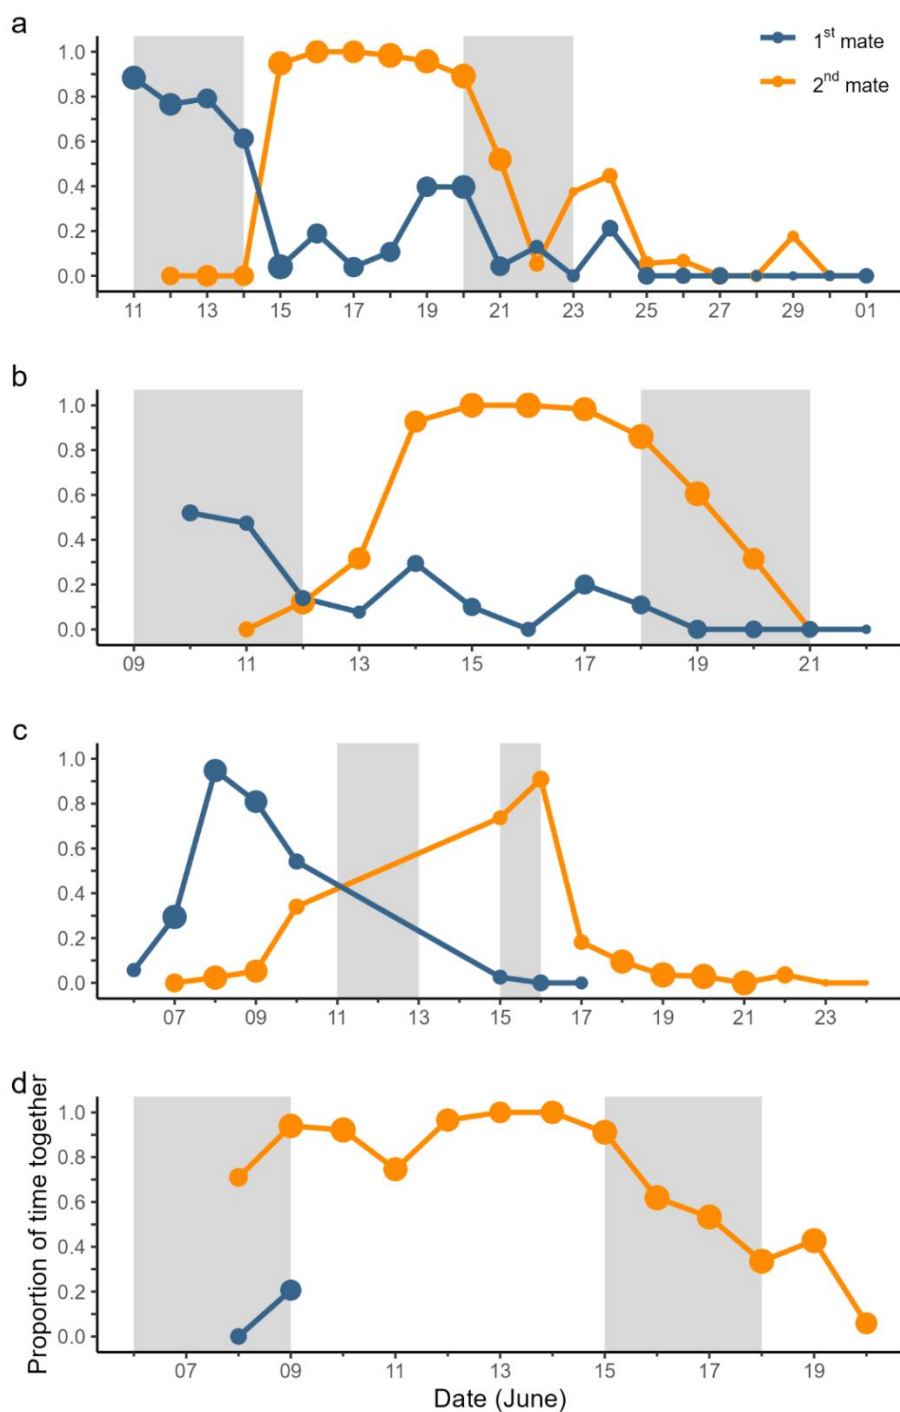 a
1st mate
2nd mate
1.0
0.8
0.6
0.4
0.2
0.0
11 13 15 17 19 21 23 25 27 29 01
b
1.0
0.8
0.6
0.4
0.2
0.0
09 11 13 15 17 19 21
c
1.0
0.8
0.6
0.4
0.2
0.0
07 09 11 13 15 17 19 21 23
d
Proportion of time together
1.0
0.8
0.6
0.4
0.2
0.0
07 09 11 13 15 17 19
Date (June)